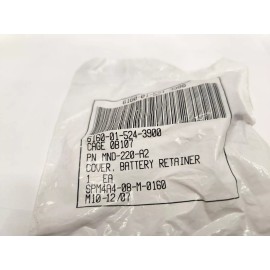 6160-01-524-3900
CAGE 0B107
PN MND-220-A2
COVER, BATTERY RETAINER
1 EA
SPM4A4-08-M-0160
M10-12/07